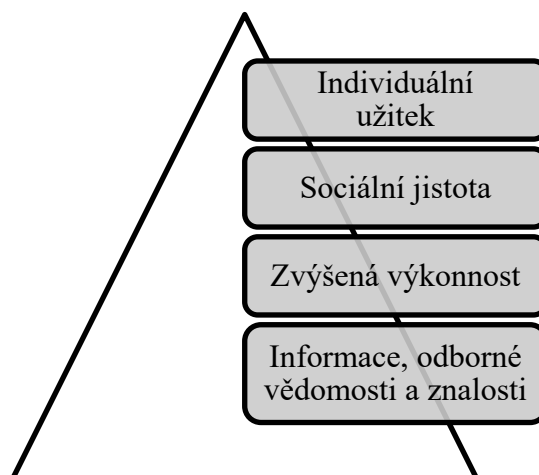 Individuální
užitek
Sociální jistota
Zvýšená výkonnost
Informace, odborné
vědomosti a znalosti